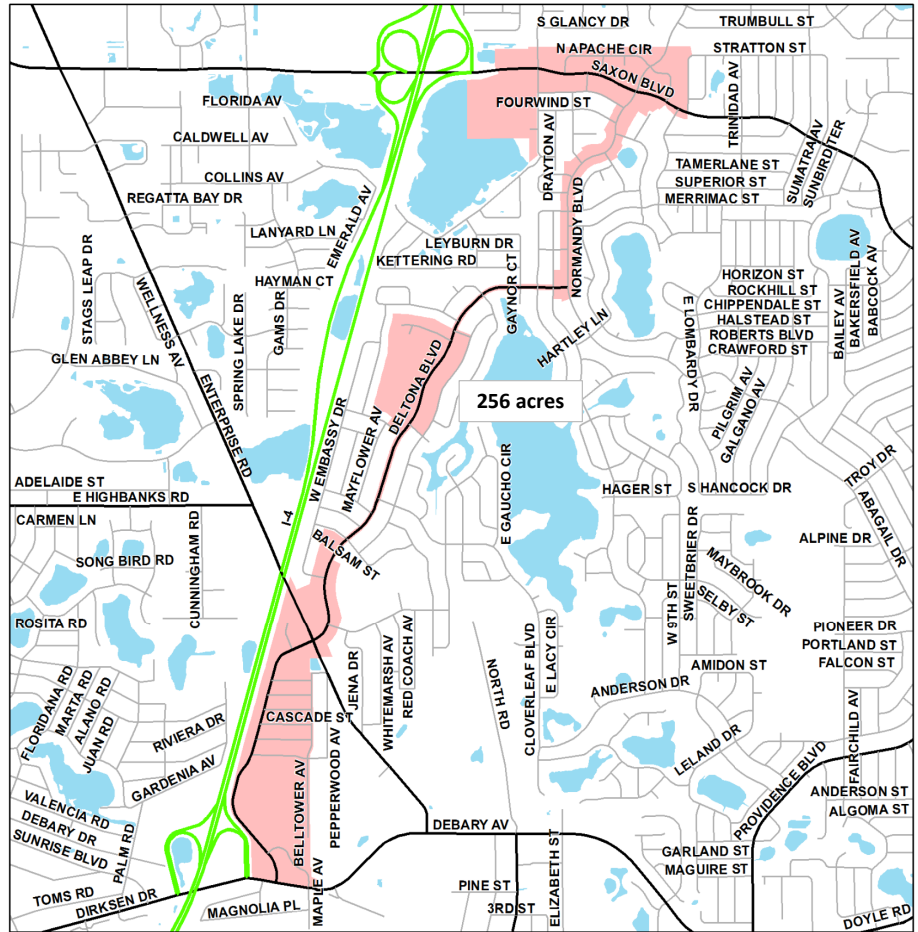 S GLANCY DR
TRUMBULL ST
N APACHE CIR
STRATTON ST
SAXON BLVD
FLORIDA AV
FOURWIND ST
TRINIDAD AV
CALDWELL AV
DRAYTON AV
SUMATRA AV
SUNBIRD TER
TAMERLANE ST
COLLINS AV
SUPERIOR ST
REGATTA BAY DR
MERRIMAC ST
EMERALD AV
NORMANDY BLVD
LANYARD LN
LEYBURN DR
KETTERING RD
STAGS LEAP DR
HAYMAN CT
GAYNOR CT
HORIZON ST
BAILEY AV
BAKERSFIELD AV
BABCOCK AV
ROCKHILL ST
WELLNESS AV
SPRING LAKE DR
GAMS DR
CHIPPENDALE ST
E LOMBARDY DR
HALSTEAD ST
HARTLEY LN
ROBERTS BLVD
GLEN ABBEY LN
CRAWFORD ST
DELTONA BLVD
256 acres
PILGRIM AV
GALGANO AV
ENTERPRISE RD
W EMBASSY DR
MAYFLOWER AV
E GAUCHO CIR
TROY DR
ADELAIDE ST
HAGER ST
S HANCOCK DR
E HIGHBANKS RD
ABAGAIL DR
CARMEN LN
I-4
CUNNINGHAM RD
BALSAM ST
ALPINE DR
SONG BIRD RD
SWEETBRIER DR
MAYBROOK DR
SELBY ST
W 9TH ST
ROSITA RD
PIONEER DR
PORTLAND ST
FALCON ST
WHITEMARSH AV
RED COACH AV
JENA DR
CLOVERLEAF BLVD
E LACY CIR
NORTH RD
AMIDON ST
FLORIDANA RD
MARTA RD
ALANO RD
JUAN RD
ANDERSON DR
CASCADE ST
RIVIERA DR
LELAND DR
FAIRCHILD AV
GARDENIA AV
PEPPERWOOD AV
BELLTOWER AV
PROVIDENCE BLVD
ANDERSON ST
VALENCIA RD
ALGOMA ST
DEBARY DR
DEBARY AV
SUNRISE BLVD
PALM RD
GARLAND ST
MAGUIRE ST
ELIZABETH ST
TOMS RD
PINE ST
DIRKSEN DR
MAPLE AV
MAGNOLIA PL
3RD ST
DOYLE RD